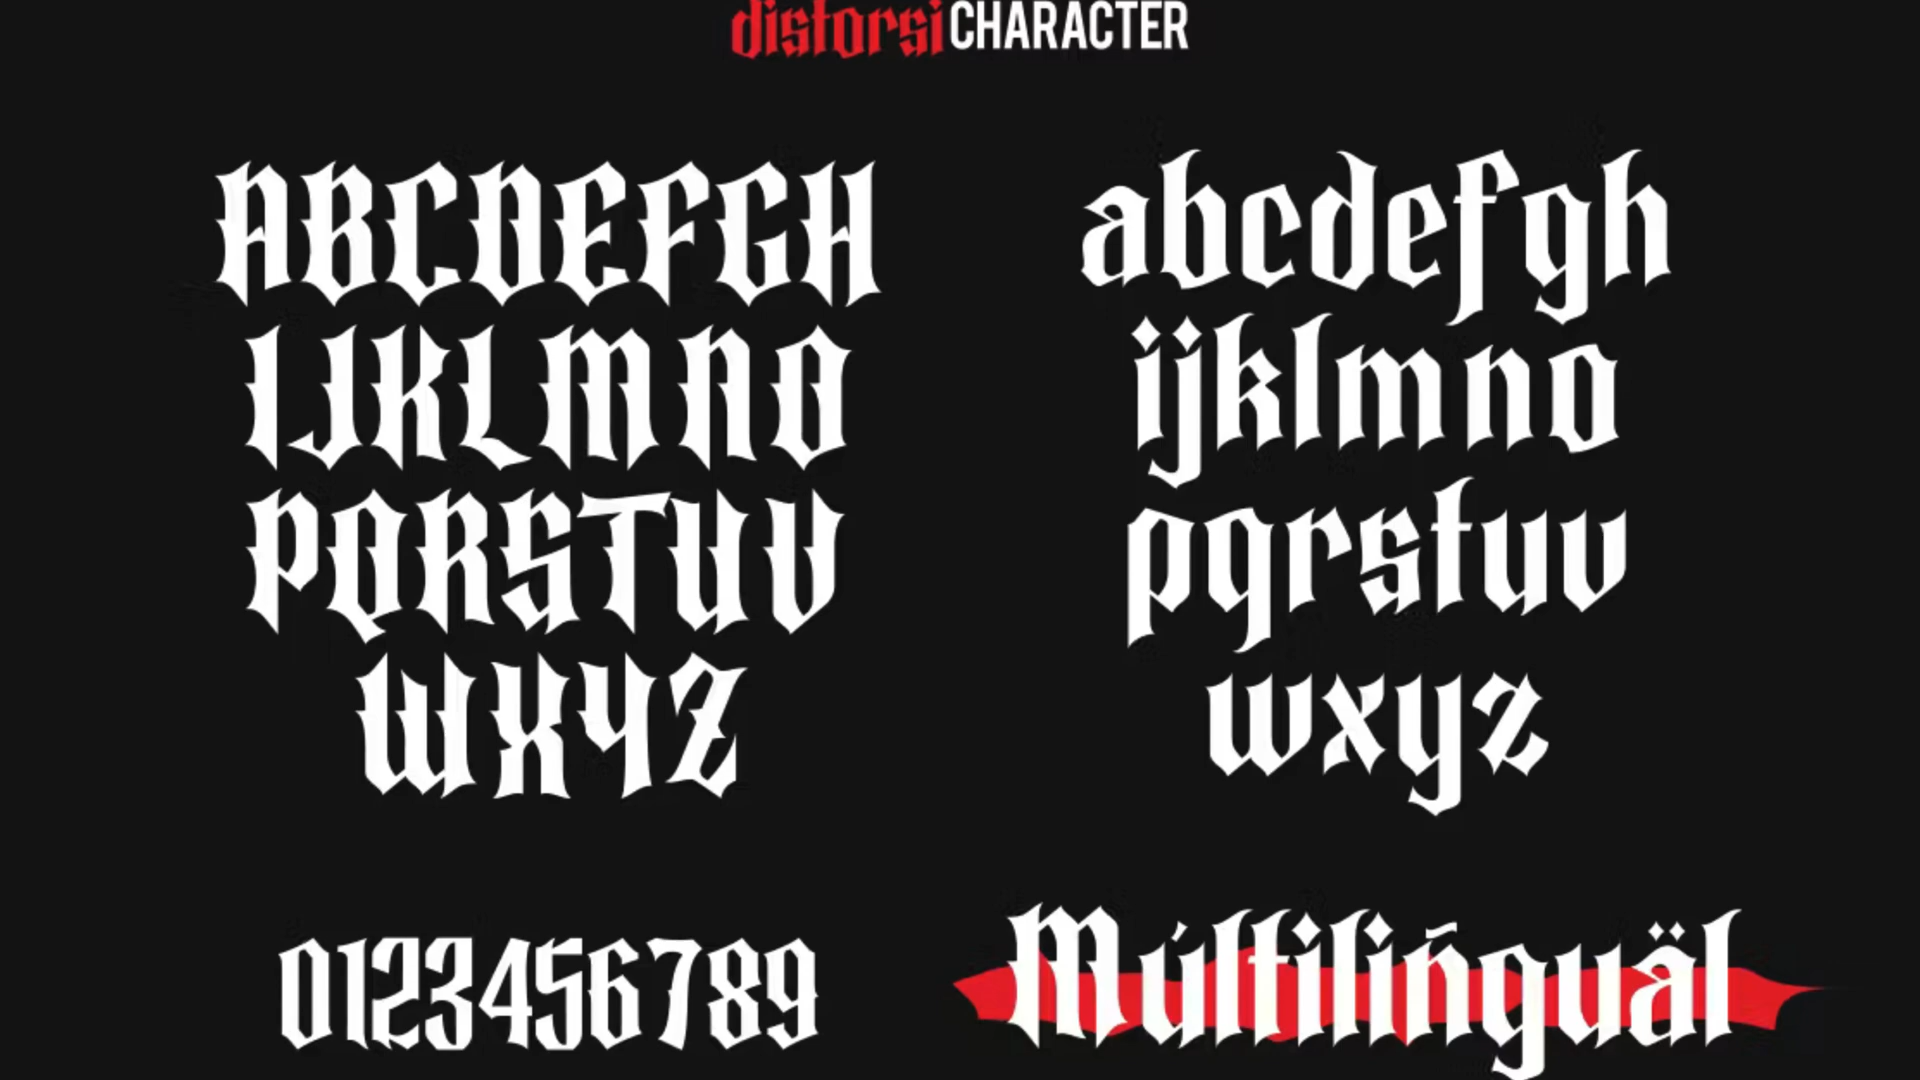 distorsi CHARACTER
ABCDEFGH
IJKLMNO
PQRSTUV
WXYZ
abcdefgh
ijklmno
pqrstuv
wxyz
0123456789
Múltiliñguäl